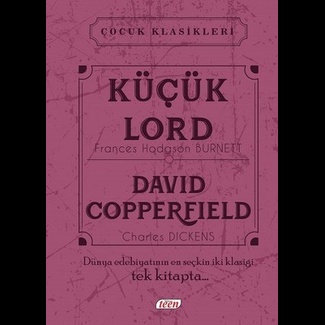 ÇOCUK KLASİKLERİ
KÜÇÜK
LORD
Frances Hodgson BURNETT
DAVID
COPPERFIELD
Charles DICKENS
Dünya edebiyatının en seçkin iki klasiği
tek kitapta...
teen